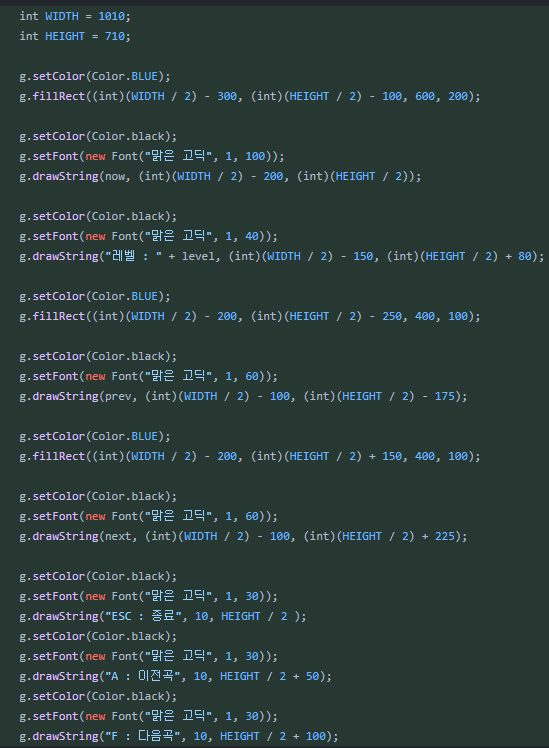 int WIDTH = 1010;
int HEIGHT = 710;
g.setColor(Color.BLUE);
g.fillRect((int)(WIDTH / 2) - 300, (int)(HEIGHT / 2) - 100, 600, 200);
g.setColor(Color.black);
g.setFont(new Font("맑은 고딕", 1, 100));
g.drawString(now, (int)(WIDTH / 2) - 200, (int)(HEIGHT / 2));
g.setColor(Color.black);
g.setFont(new Font("맑은 고딕", 1, 40));
g.drawString("레벨 : " + level, (int)(WIDTH / 2) - 150, (int)(HEIGHT / 2) + 80);
g.setColor(Color.BLUE);
g.fillRect((int)(WIDTH / 2) - 200, (int)(HEIGHT / 2) - 250, 400, 100);
g.setColor(Color.black);
g.setFont(new Font("맑은 고딕", 1, 60));
g.drawString(prev, (int)(WIDTH / 2) - 100, (int)(HEIGHT / 2) - 175);
g.setColor(Color.BLUE);
g.fillRect((int)(WIDTH / 2) - 200, (int)(HEIGHT / 2) + 150, 400, 100);
g.setColor(Color.black);
g.setFont(new Font("맑은 고딕", 1, 60));
g.drawString(next, (int)(WIDTH / 2) - 100, (int)(HEIGHT / 2) + 225);
g.setColor(Color.black);
g.setFont(new Font("맑은 고딕", 1, 30));
g.drawString("ESC : 종료", 10, HEIGHT / 2 );
g.setColor(Color.black);
g.setFont(new Font("맑은 고딕", 1, 30));
g.drawString("A : 이전곡", 10, HEIGHT / 2 + 50);
g.setColor(Color.black);
g.setFont(new Font("맑은 고딕", 1, 30));
g.drawString("F : 다음곡", 10, HEIGHT / 2 + 100);